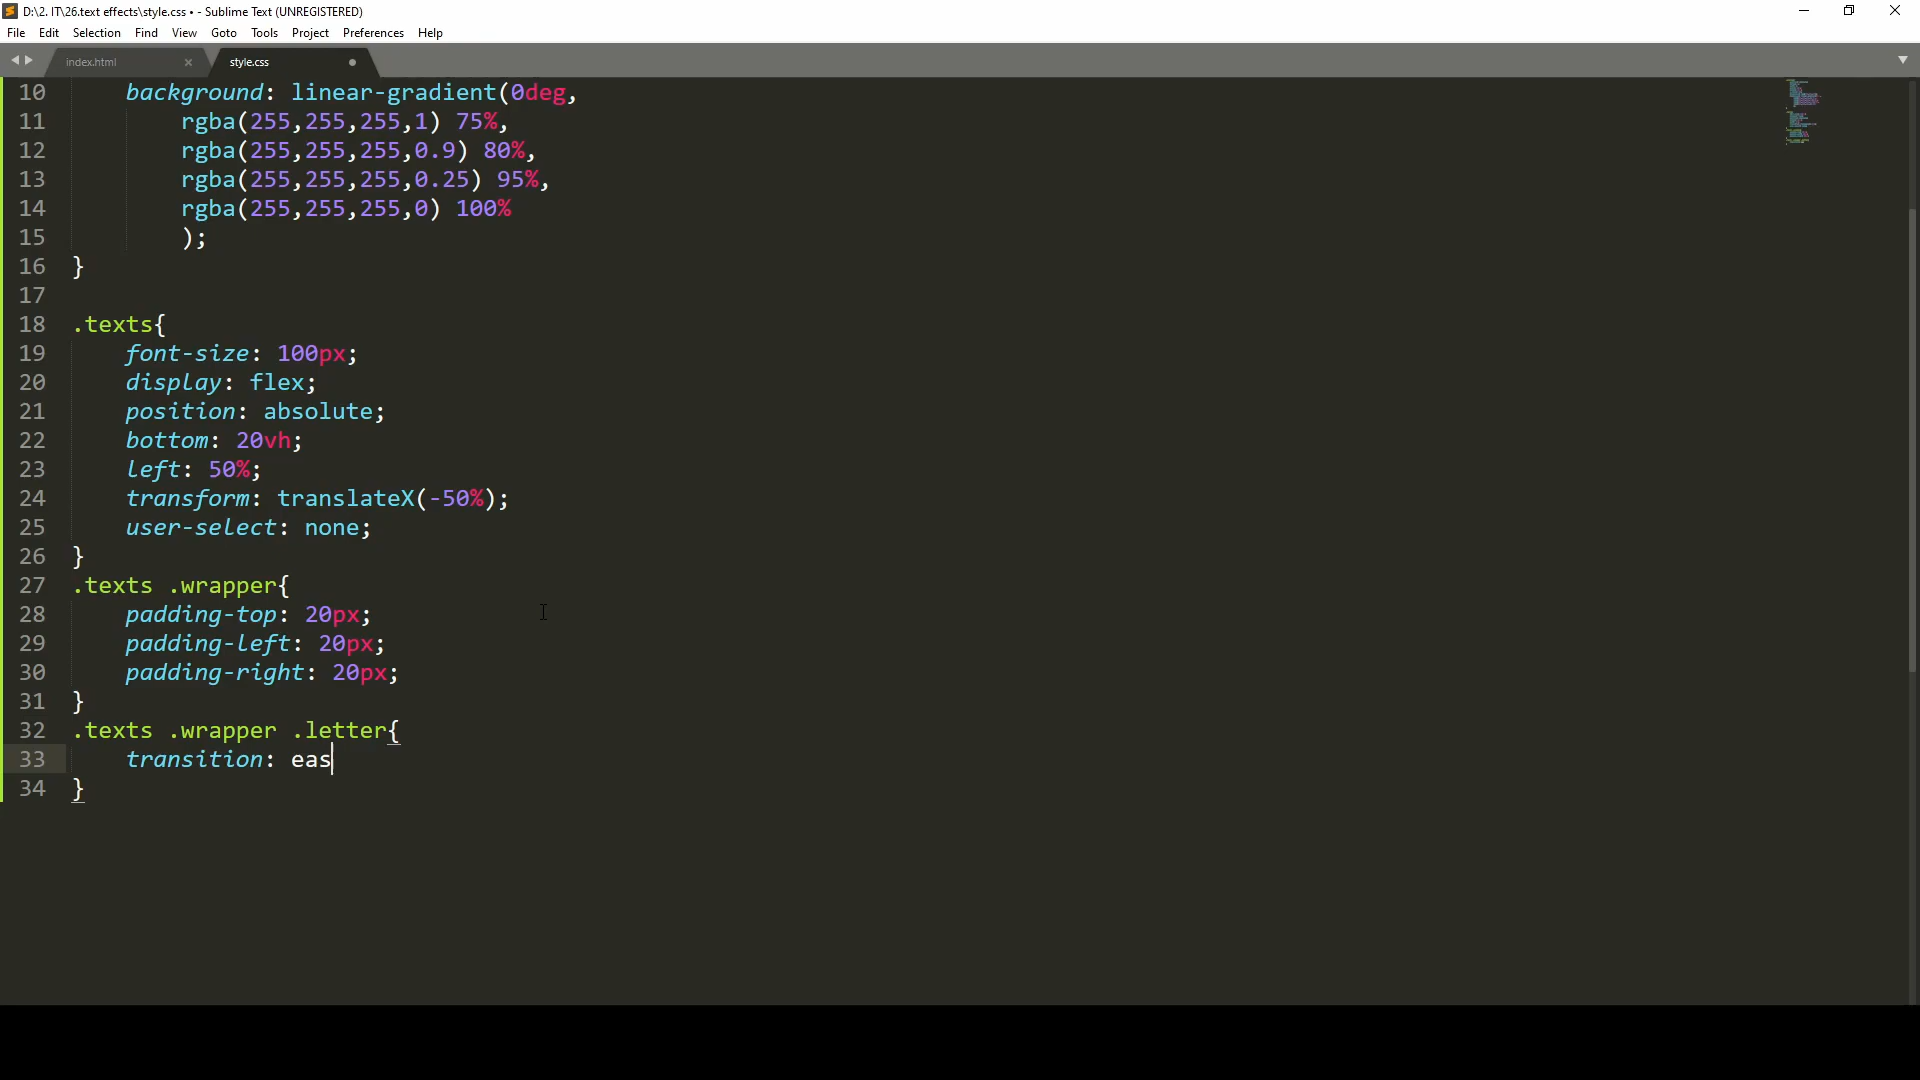 D:\2. IT\26.text effects\style.css • - Sublime Text (UNREGISTERED)
File Edit Selection Find View Goto Tools Project Preferences Help
index.html style.css
10 background: linear-gradient(0deg,
11 rgba(255,255,255,1) 75%,
12 rgba(255,255,255,0.9) 80%,
13 rgba(255,255,255,0.25) 95%,
14 rgba(255,255,255,0) 100%
15 );
16 }
17
18 .texts{
19 font-size: 100px;
20 display: flex;
21 position: absolute;
22 bottom: 20vh;
23 left: 50%;
24 transform: translateX(-50%);
25 user-select: none;
26 }
27 .texts .wrapper{
28 padding-top: 20px;
29 padding-left: 20px;
30 padding-right: 20px;
31 }
32 .texts .wrapper .letter{
33 transition: eas
34 }